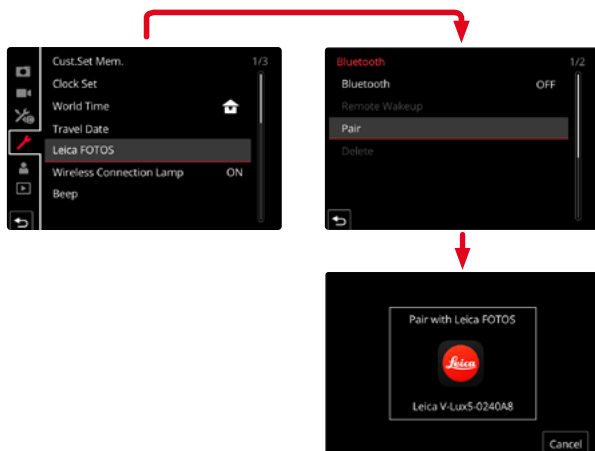 Cust.Set Mem. 1/3
Clock Set
World Time
Travel Date
Leica FOTOS
Wireless Connection Lamp ON
Beep
Bluetooth 1/2
Bluetooth OFF
Remote Wakeup
Pair
Delete
Pair with Leica FOTOS
Leica
Leica V-Lux5-0240A8
Cancel